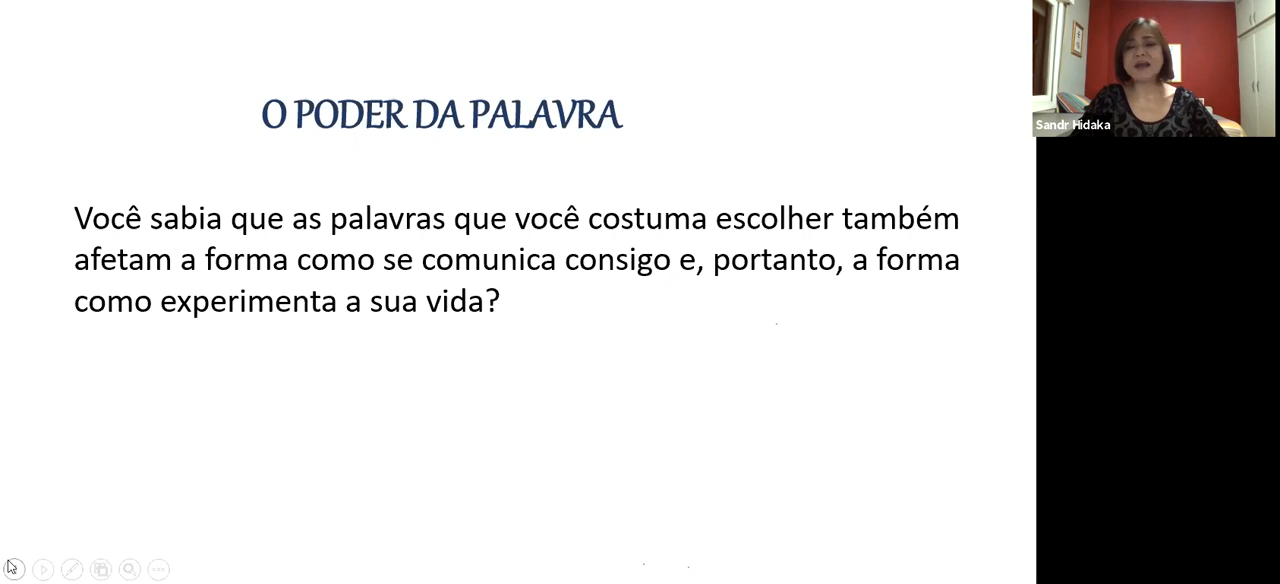 O PODER DA PALAVRA
Você sabia que as palavras que você costuma escolher também
afetam a forma como se comunica consigo e, portanto, a forma
como experimenta a sua vida?
Sandr Hidaka